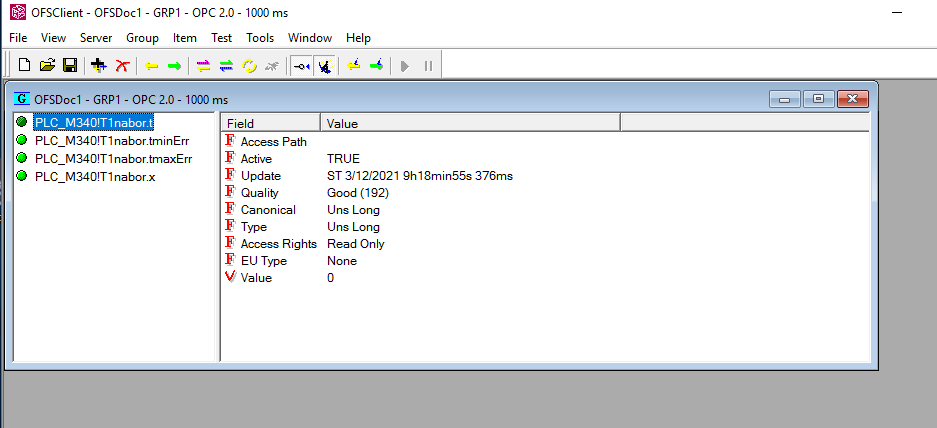 OFSClient - OFSDoc1 - GRP1 - OPC 2.0 - 1000 ms
File View Server Group Item Test Tools Window Help
G OFSDoc1 - GRP1 - OPC 2.0 - 1000 ms
PLC_M340!T1nabor.t
PLC_M340!T1nabor.tminErr
PLC_M340!T1nabor.tmaxErr
PLC_M340!T1nabor.x
Field Value
F Access Path
F Active TRUE
F Update ST 3/12/2021 9h18min55s 376ms
F Quality Good (192)
F Canonical Uns Long
F Type Uns Long
F Access Rights Read Only
F EU Type None
V Value 0